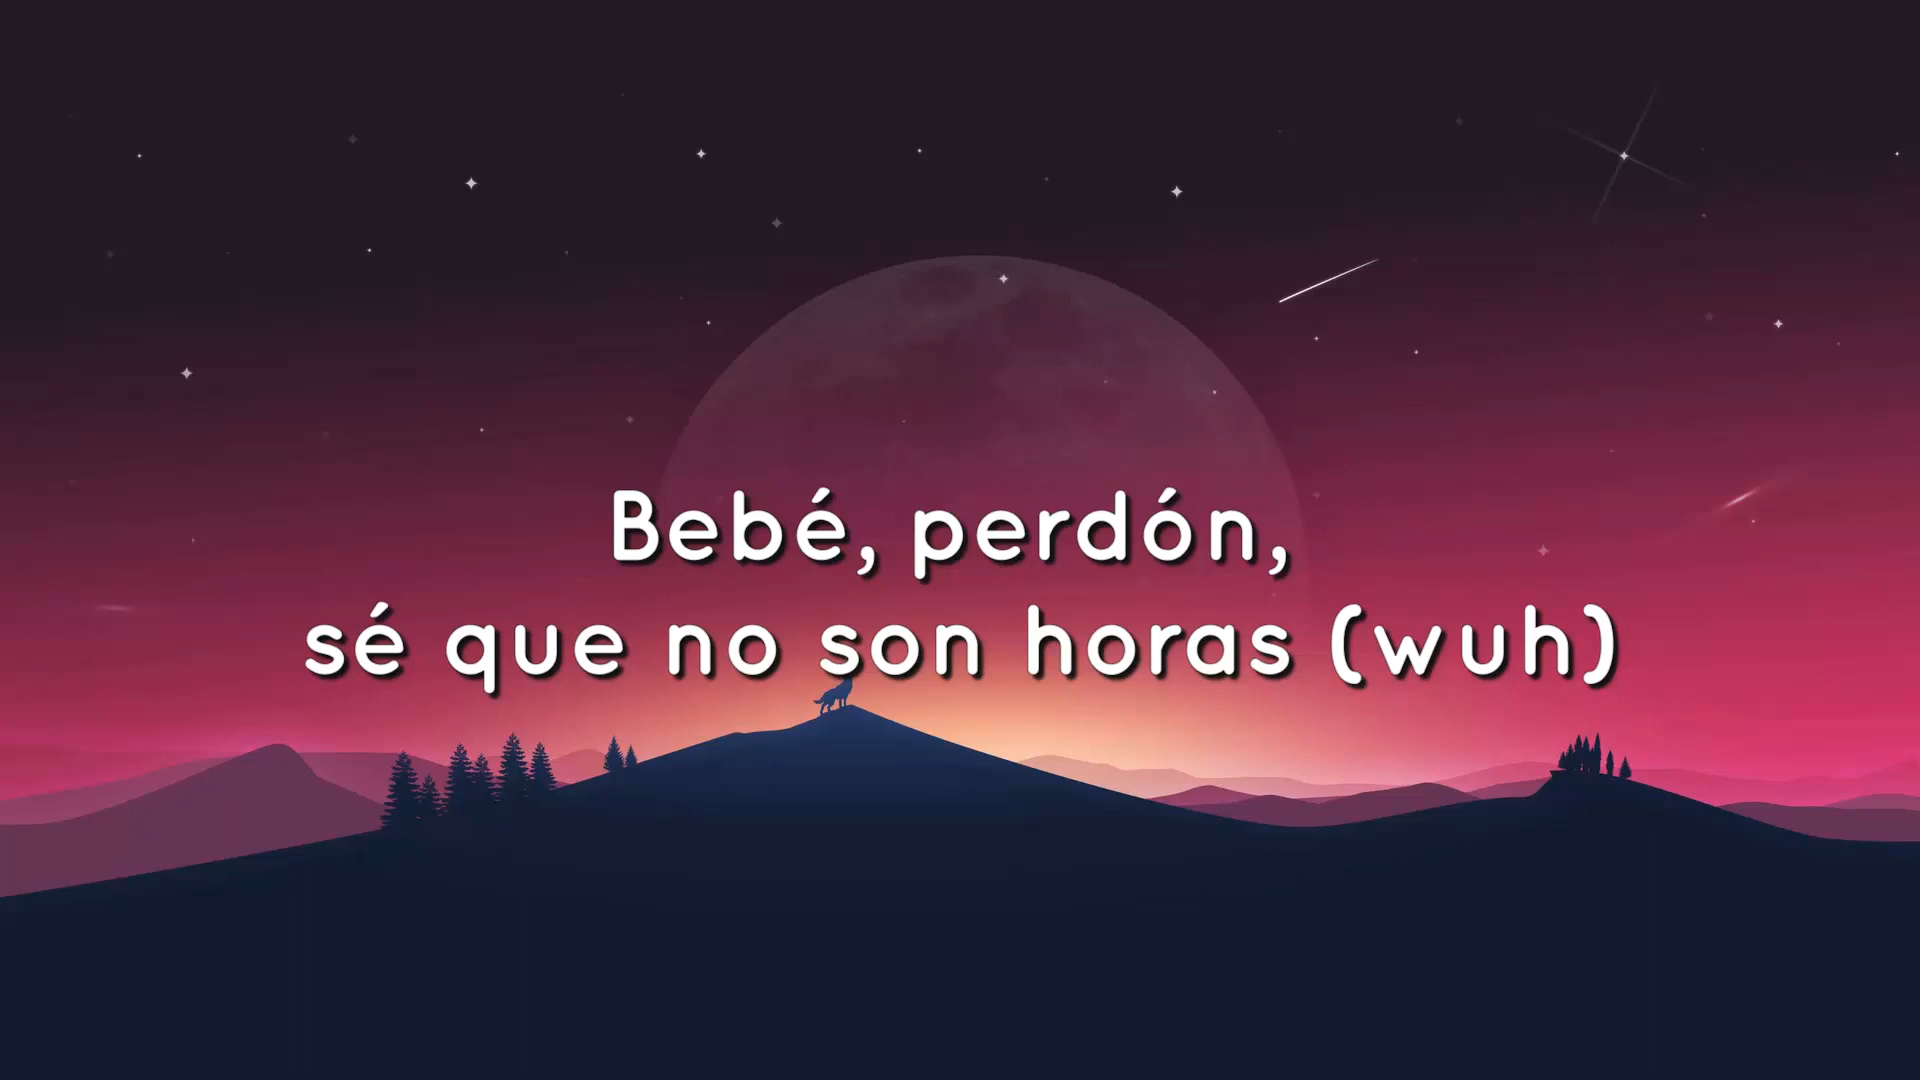 Bebé, perdón,
sé que no son horas (wuh)